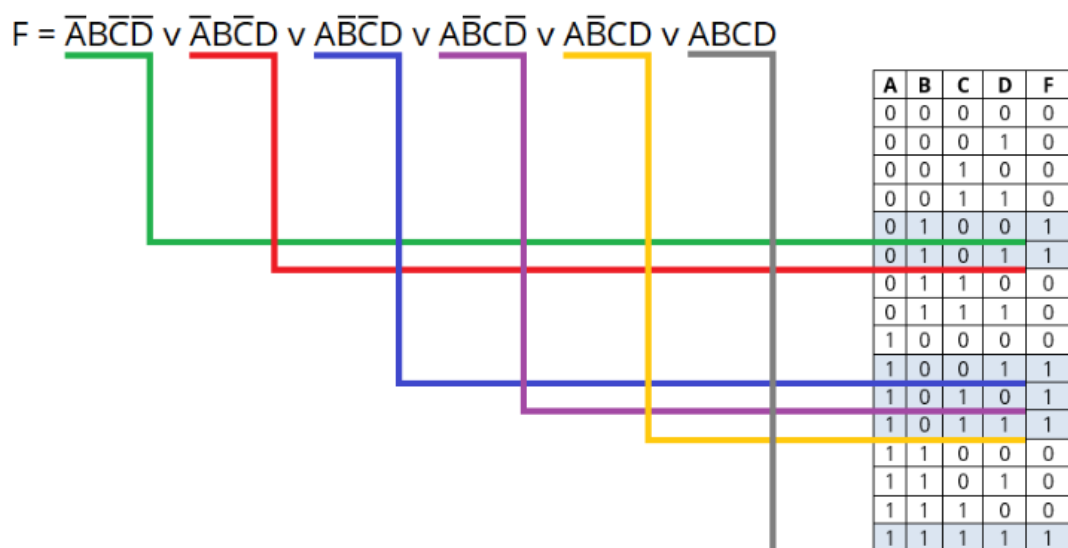 F = A̅BC̅D̅ v A̅BC̅D v AB̅C̅D v AB̅CD̅ v AB̅CD v ABCD
A B C D F
0 0 0 0 0
0 0 0 1 0
0 0 1 0 0
0 0 1 1 0
0 1 0 0 1
0 1 0 1 1
0 1 1 0 0
0 1 1 1 0
1 0 0 0 0
1 0 0 1 1
1 0 1 0 1
1 0 1 1 1
1 1 0 0 0
1 1 0 1 0
1 1 1 0 0
1 1 1 1 1